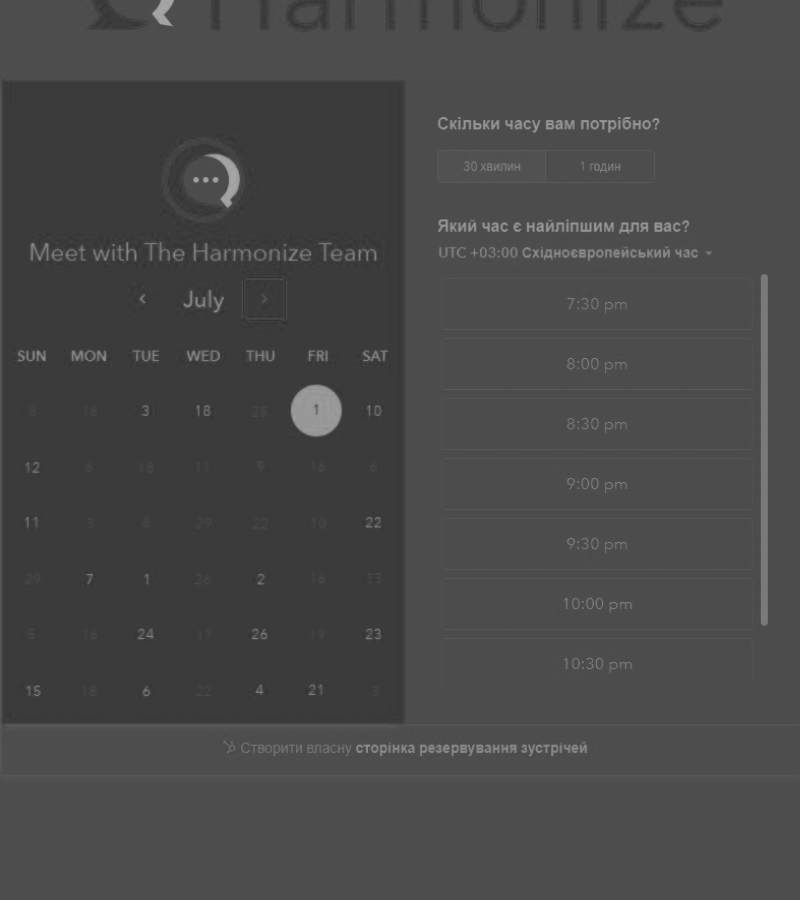 Harmonize
Meet with The Harmonize Team
July
SUN MON TUE WED THU FRI SAT
8 16 3 18 25 1 10
12 6 18 11 9 16 6
11 3 8 29 22 10 22
29 7 1 26 2 16 13
5 16 24 17 26 19 23
15 18 6 22 4 21 3
Скільки часу вам потрібно?
30 хвилин 1 годин
Який час є найліпшим для вас?
UTC +03:00 Східноєвропейський час
7:30 pm
8:00 pm
8:30 pm
9:00 pm
9:30 pm
10:00 pm
10:30 pm
Створити власну сторінка резервування зустрічей